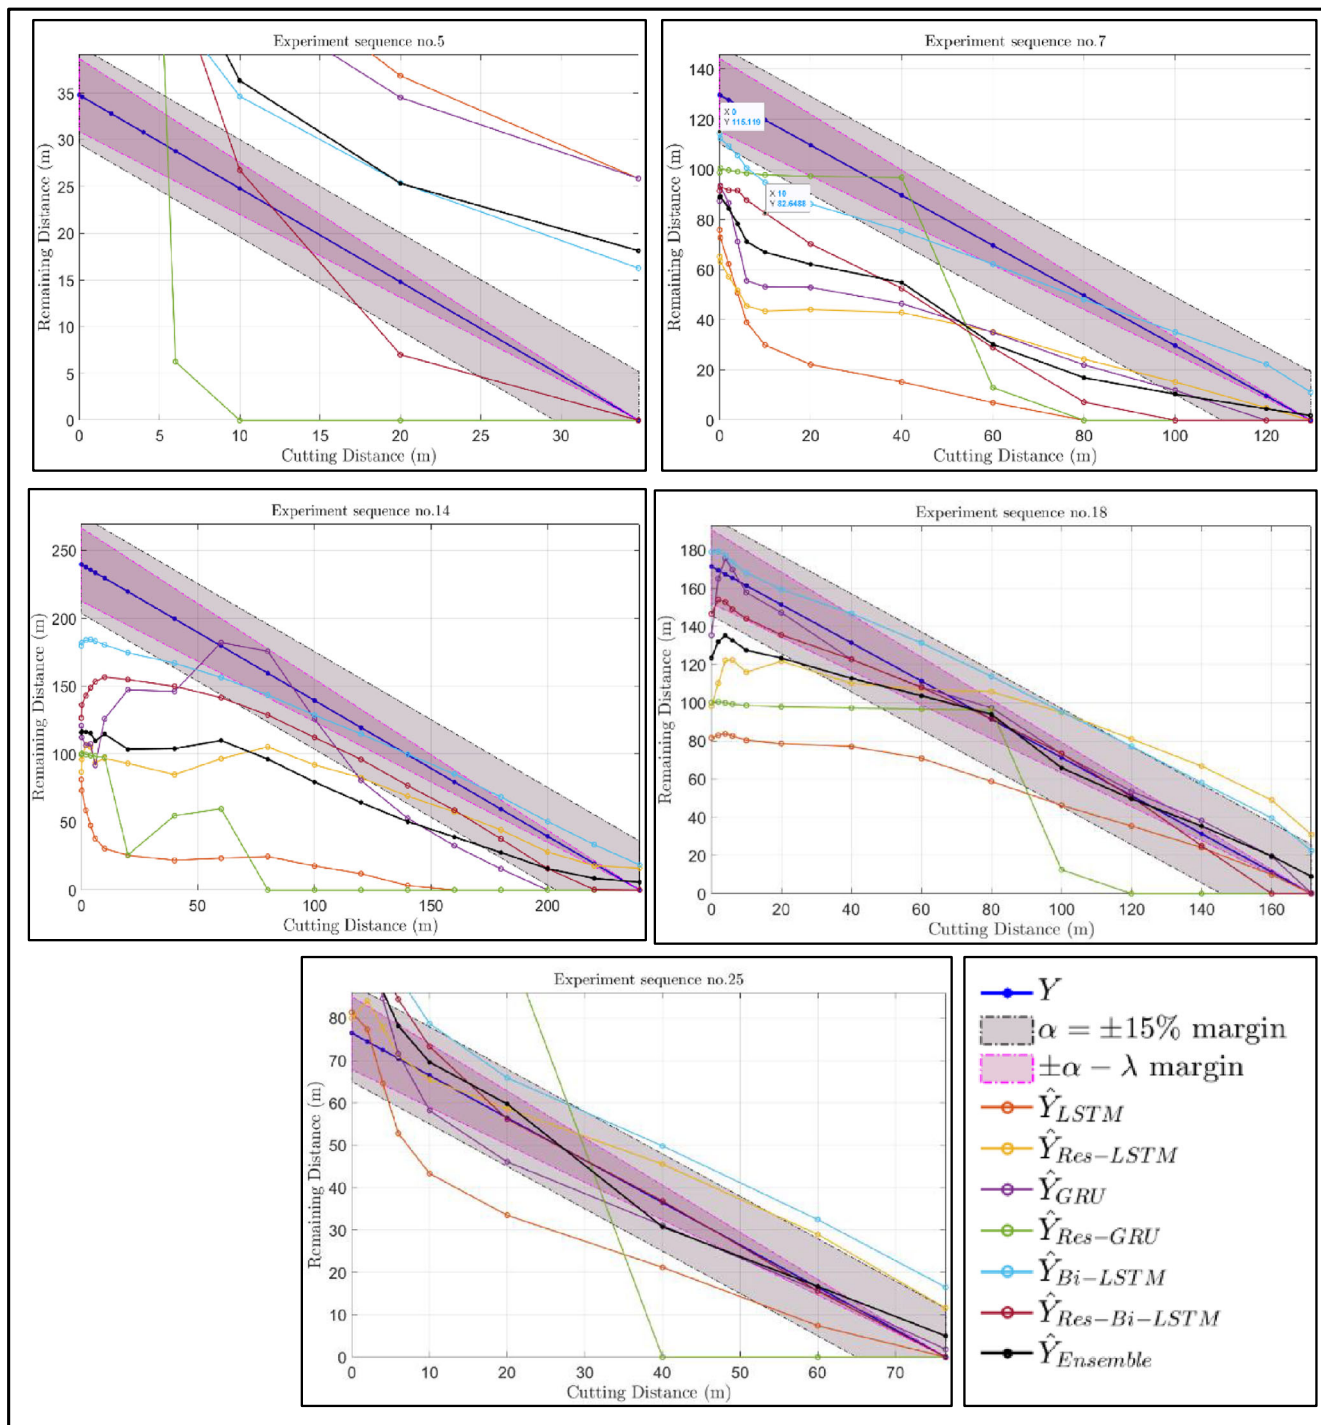 Experiment sequence no.5
Remaining Distance (m)
35
30
25
20
15
10
5
0
0 5 10 15 20 25 30
Cutting Distance (m)
Experiment sequence no.7
Remaining Distance (m)
140
120
100
80
60
40
20
0
X 0
Y 115.119
X 10
Y 82.6488
0 20 40 60 80 100 120
Cutting Distance (m)
Experiment sequence no.14
Remaining Distance (m)
250
200
150
100
50
0
0 50 100 150 200
Cutting Distance (m)
Experiment sequence no.18
Remaining Distance (m)
180
160
140
120
100
80
60
40
20
0
0 20 40 60 80 100 120 140 160
Cutting Distance (m)
Experiment sequence no.25
Remaining Distance (m)
80
70
60
50
40
30
20
10
0
0 10 20 30 40 50 60 70
Cutting Distance (m)
Y
α = ±15% margin
±α − λ margin
Ŷ_LSTM
Ŷ_Res−LSTM
Ŷ_GRU
Ŷ_Res−GRU
Ŷ_Bi−LSTM
Ŷ_Res−Bi−LSTM
Ŷ_Ensemble